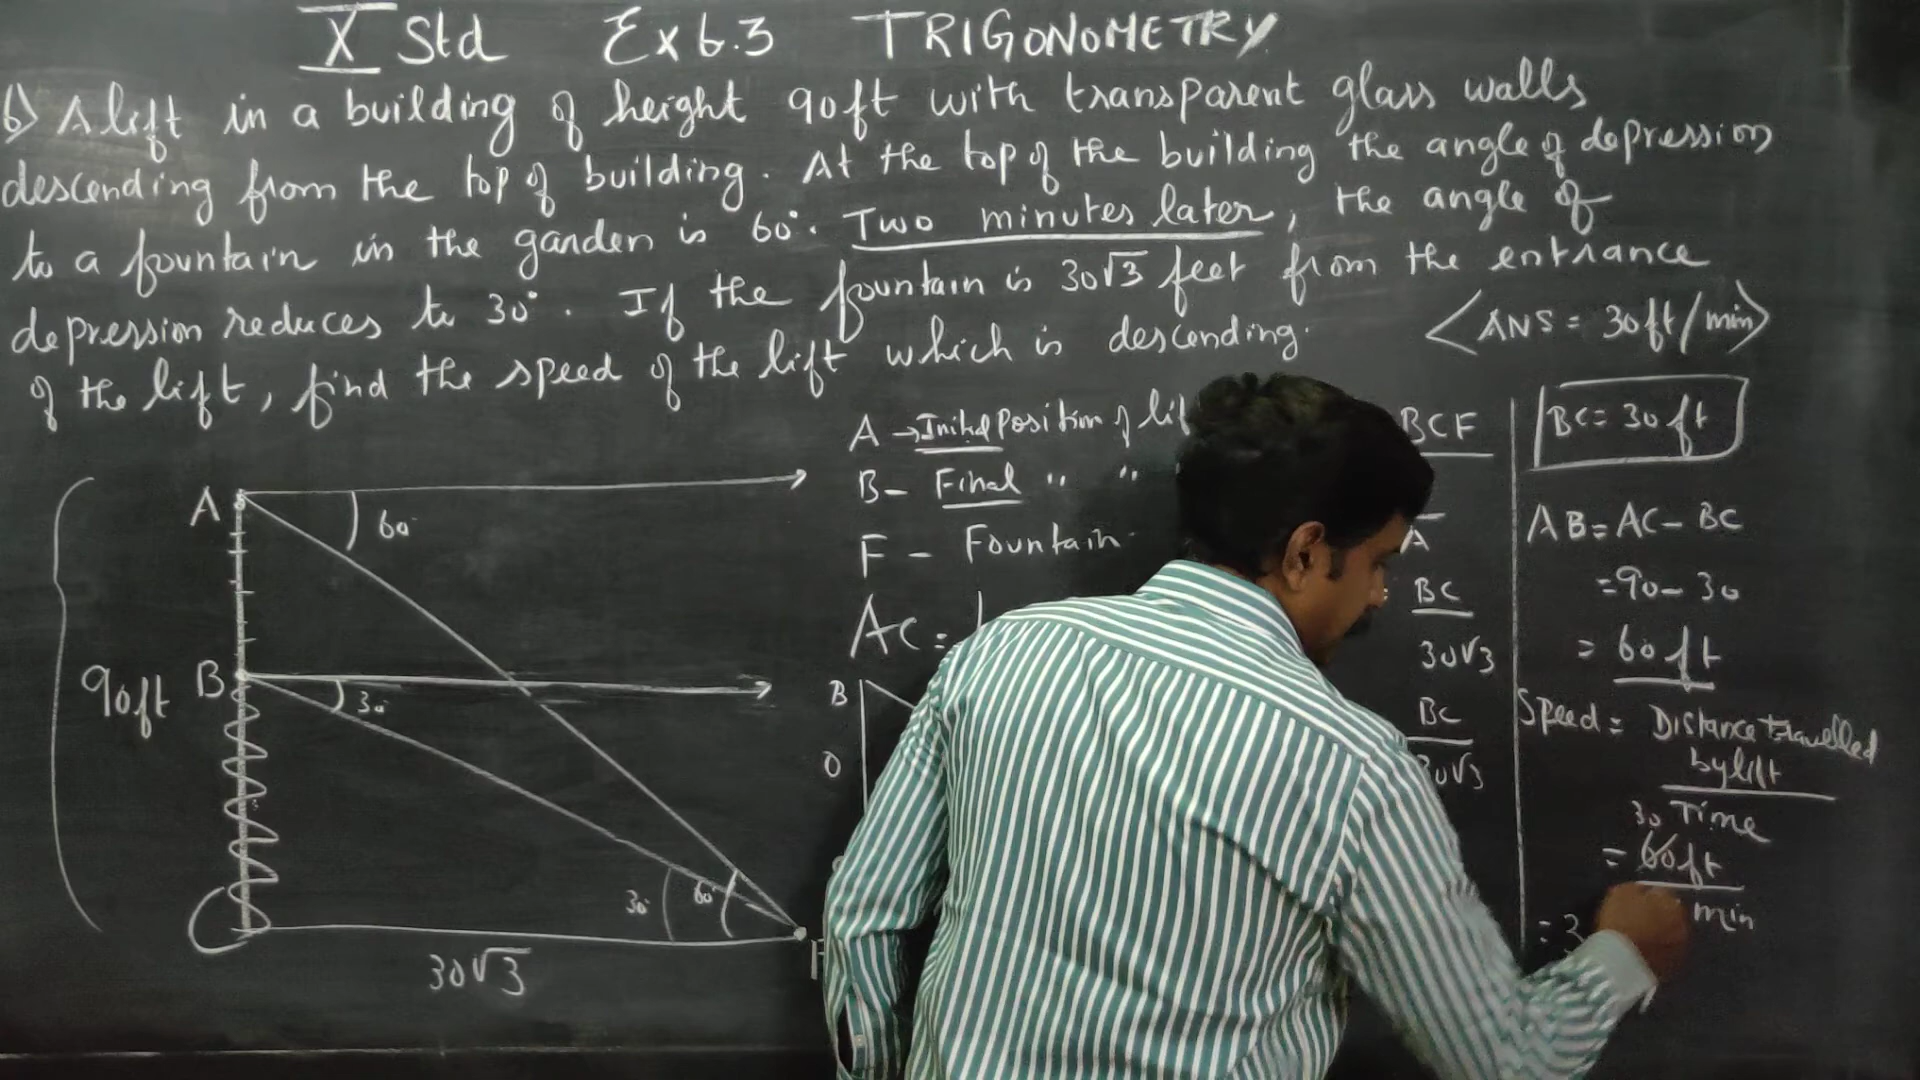 X Std Ex 6.3 TRIGONOMETRY
6) A lift in a building of height 90ft with transparent glass walls
descending from the top of building. At the top of the building the angle of depression
to a fountain in the garden is 60°. Two minutes later, the angle of
depression reduces to 30°. If the fountain is 30√3 feet from the entrance
of the lift, find the speed of the lift which is descending.
<ANS = 30ft/min>
A → Initial position of lif
B - Final " "
F - Fountain
AC =
A
60°
B
30°
90ft
30°
60°
30√3
F
B
O
BCF
BC
30√3
BC
30√3
BC = 30 ft
AB = AC - BC
= 90 - 30
= 60 ft
Speed = Distance travelled
by lift
Time
30
= 60 ft
min
= 3